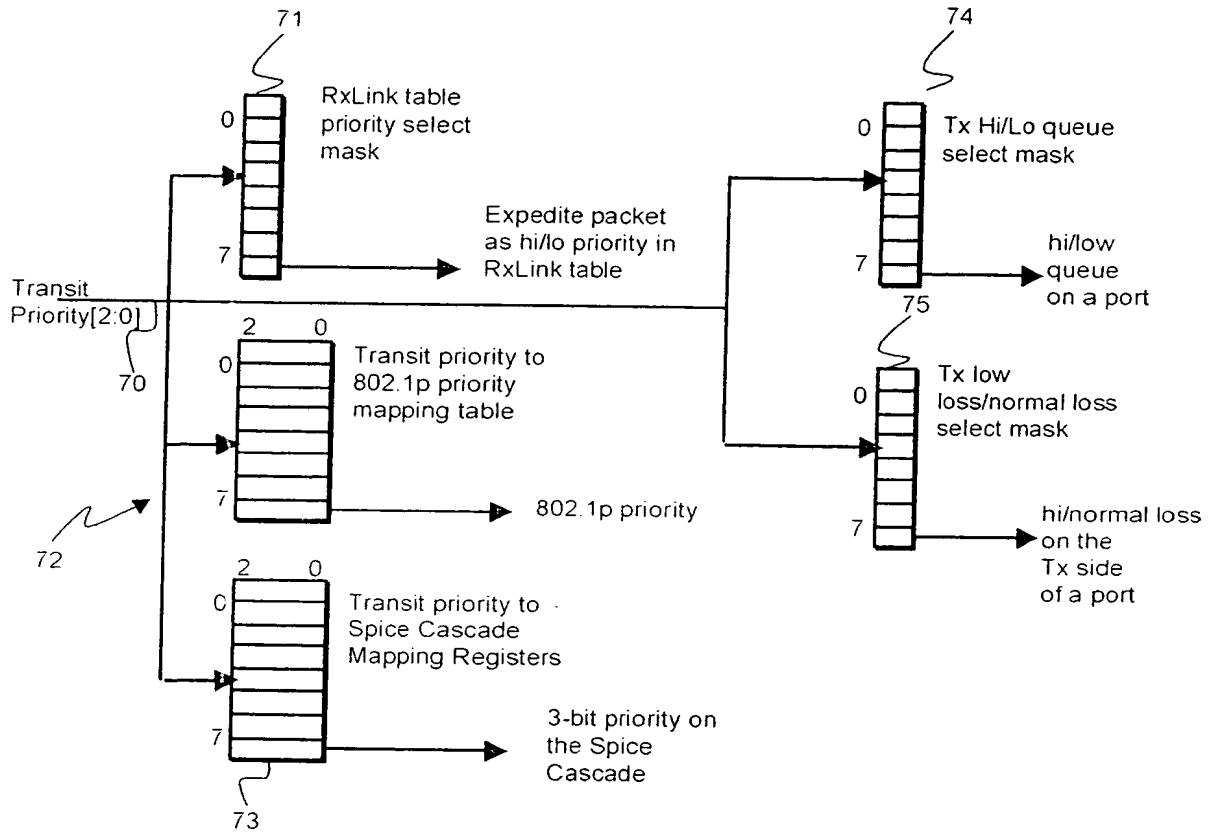 71
0
7
RxLink table
priority select
mask
Expedite packet
as hi/lo priority in
RxLink table
Transit
Priority[2:0]
70
2 0
0
7
Transit priority to
802.1p priority
mapping table
802.1p priority
72
2 0
0
7
Transit priority to
Spice Cascade
Mapping Registers
3-bit priority on
the Spice
Cascade
73
74
0
7
Tx Hi/Lo queue
select mask
hi/low
queue
on a port
75
0
7
Tx low
loss/normal loss
select mask
hi/normal loss
on the
Tx side
of a port